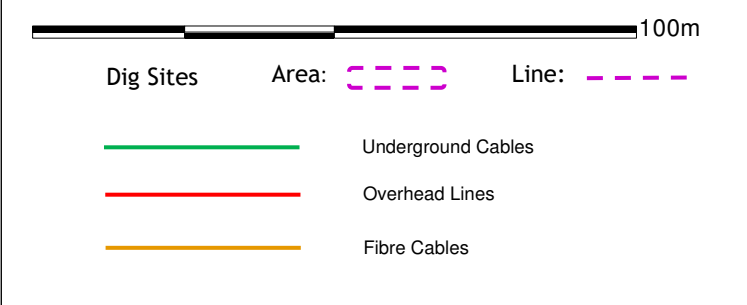 100m
Dig Sites Area: Line:
Underground Cables
Overhead Lines
Fibre Cables